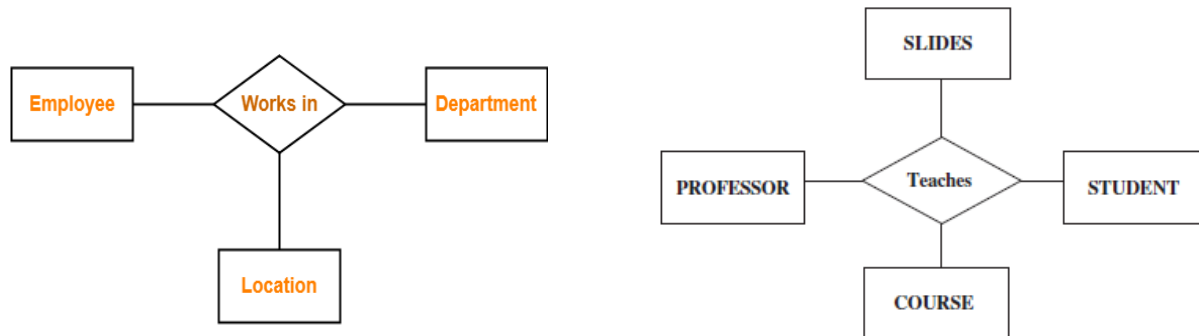 Employee
Works in
Department
Location
SLIDES
PROFESSOR
Teaches
STUDENT
COURSE